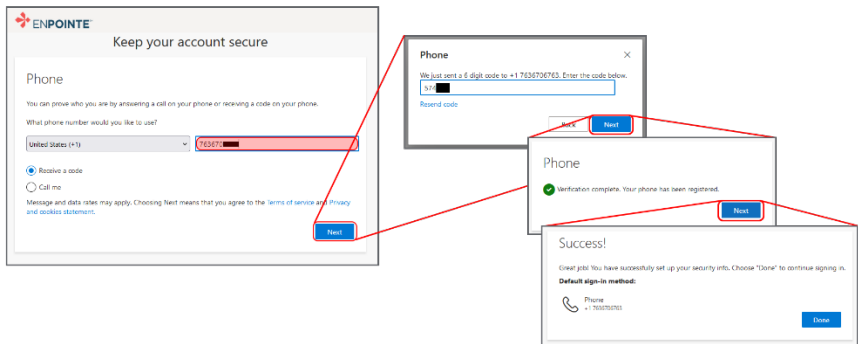 ENPOINTE
Keep your account secure
Phone
You can prove who you are by answering a call on your phone or receiving a code on your phone.
What phone number would you like to use?
United States (+1)
763670
Receive a code
Call me
Message and data rates may apply. Choosing Next means that you agree to the Terms of service and Privacy
and cookies statement.
Next
Phone
We just sent a 6 digit code to +1 7636706763. Enter the code below.
574
Resend code
Back
Next
Phone
Verification complete. Your phone has been registered.
Next
Success!
Great job! You have successfully set up your security info. Choose "Done" to continue signing in.
Default sign-in method:
Phone
+1 7636706763
Done